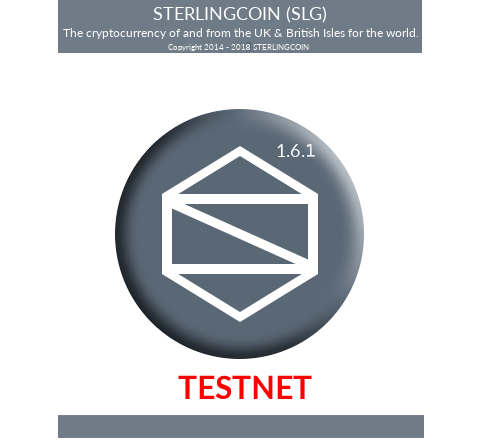 STERLINGCOIN (SLG)
The cryptocurrency of and from the UK & British Isles for the world.
Copyright 2014 - 2018 STERLINGCOIN
1.6.1
TESTNET